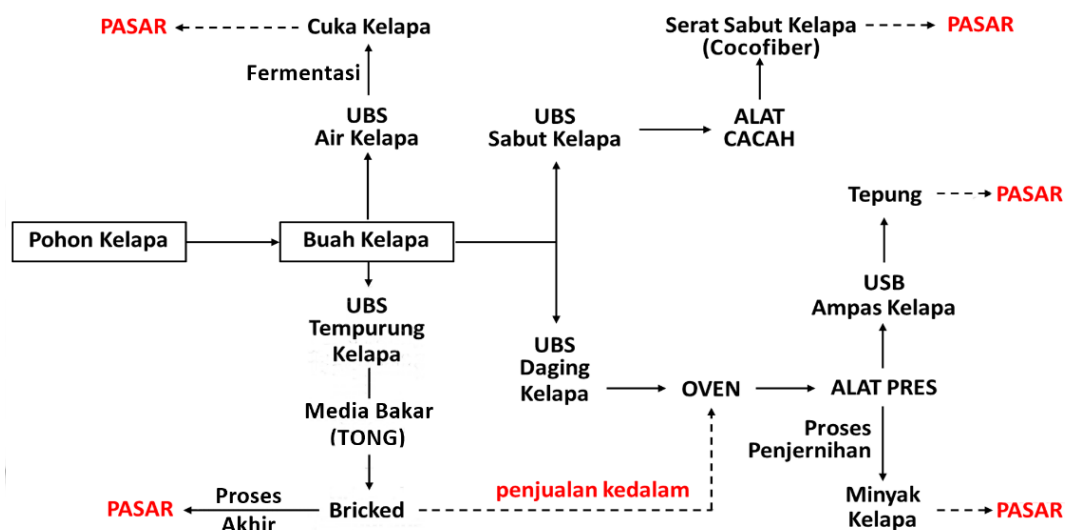 PASAR
Cuka Kelapa
Fermentasi
UBS
Air Kelapa
Serat Sabut Kelapa
(Cocofiber)
PASAR
UBS
Sabut Kelapa
ALAT
CACAH
Tepung
PASAR
Pohon Kelapa
Buah Kelapa
USB
Ampas Kelapa
UBS
Tempurung
Kelapa
UBS
Daging
Kelapa
OVEN
ALAT PRES
Media Bakar
(TONG)
Proses
Penjernihan
PASAR
Proses
Akhir
Bricked
penjualan kedalam
Minyak
Kelapa
PASAR